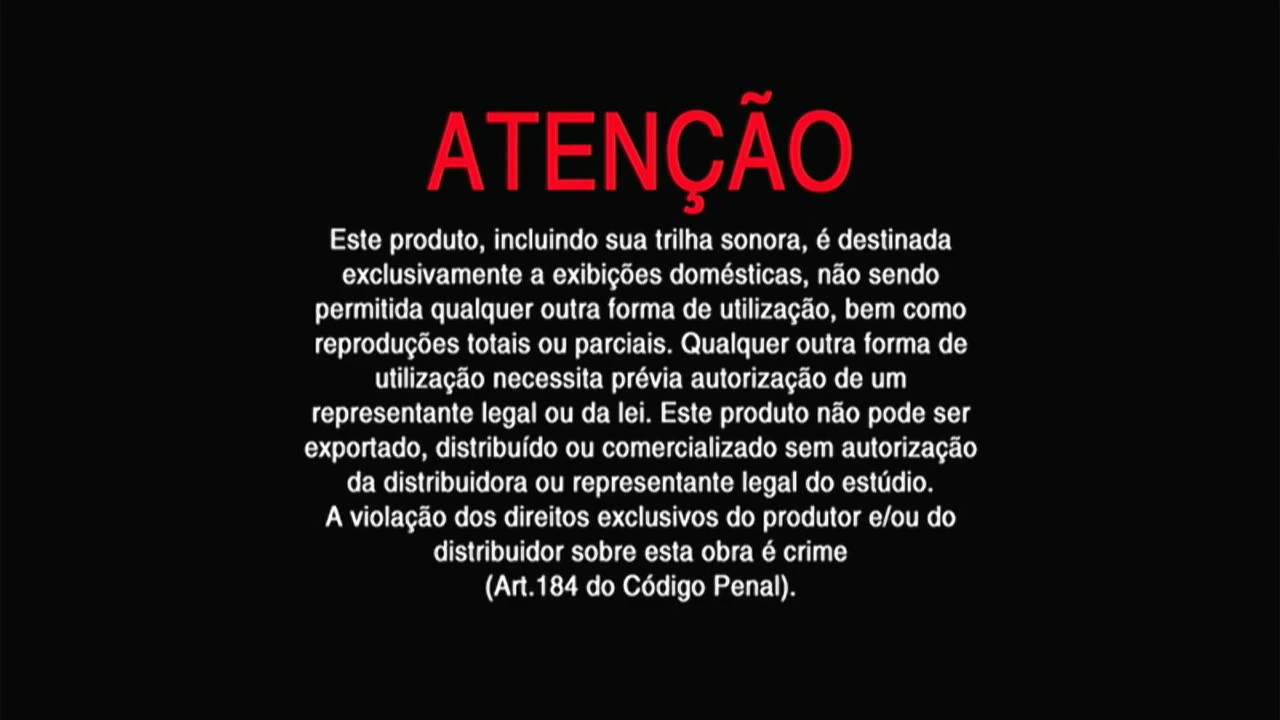 ATENÇÃO
Este produto, incluindo sua trilha sonora, é destinada
exclusivamente a exibições domésticas, não sendo
permitida qualquer outra forma de utilização, bem como
reproduções totais ou parciais. Qualquer outra forma de
utilização necessita prévia autorização de um
representante legal ou da lei. Este produto não pode ser
exportado, distribuído ou comercializado sem autorização
da distribuidora ou representante legal do estúdio.
A violação dos direitos exclusivos do produtor e/ou do
distribuidor sobre esta obra é crime
(Art.184 do Código Penal).